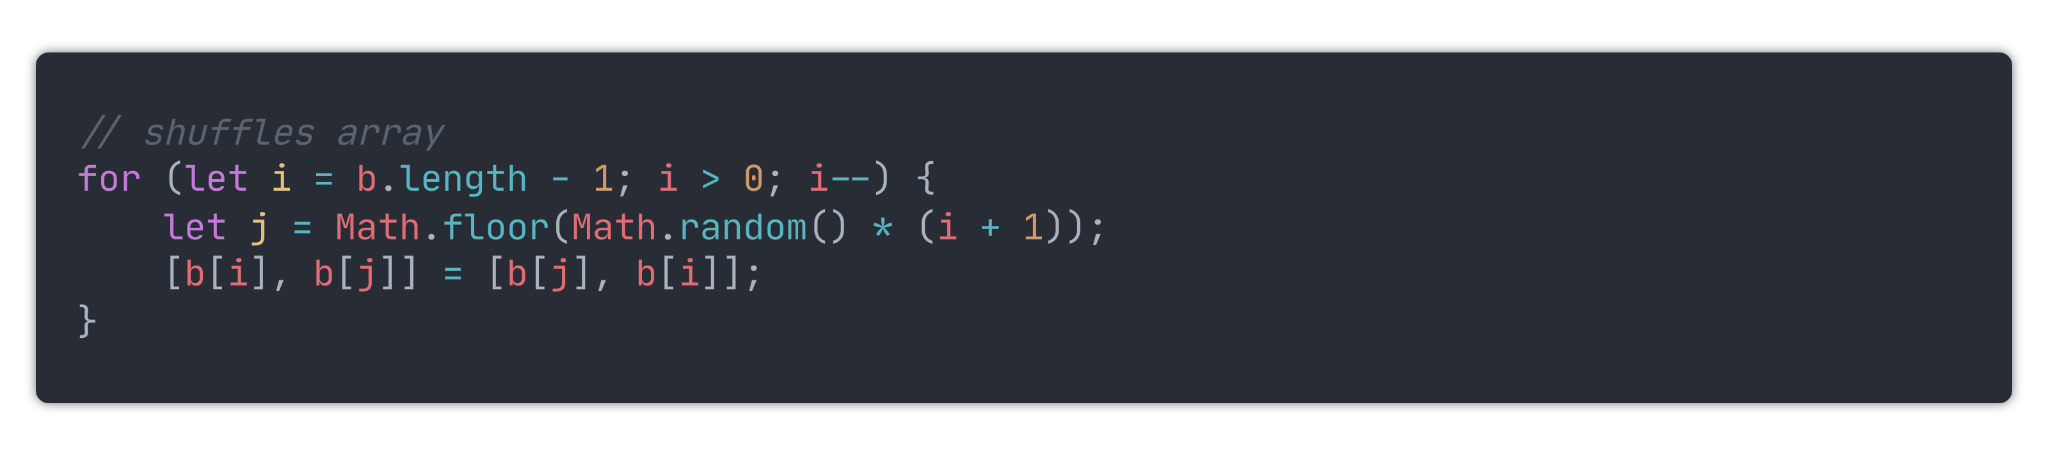 // shuffles array
for (let i = b.length - 1; i > 0; i--) {
    let j = Math.floor(Math.random() * (i + 1));
    [b[i], b[j]] = [b[j], b[i]];
}